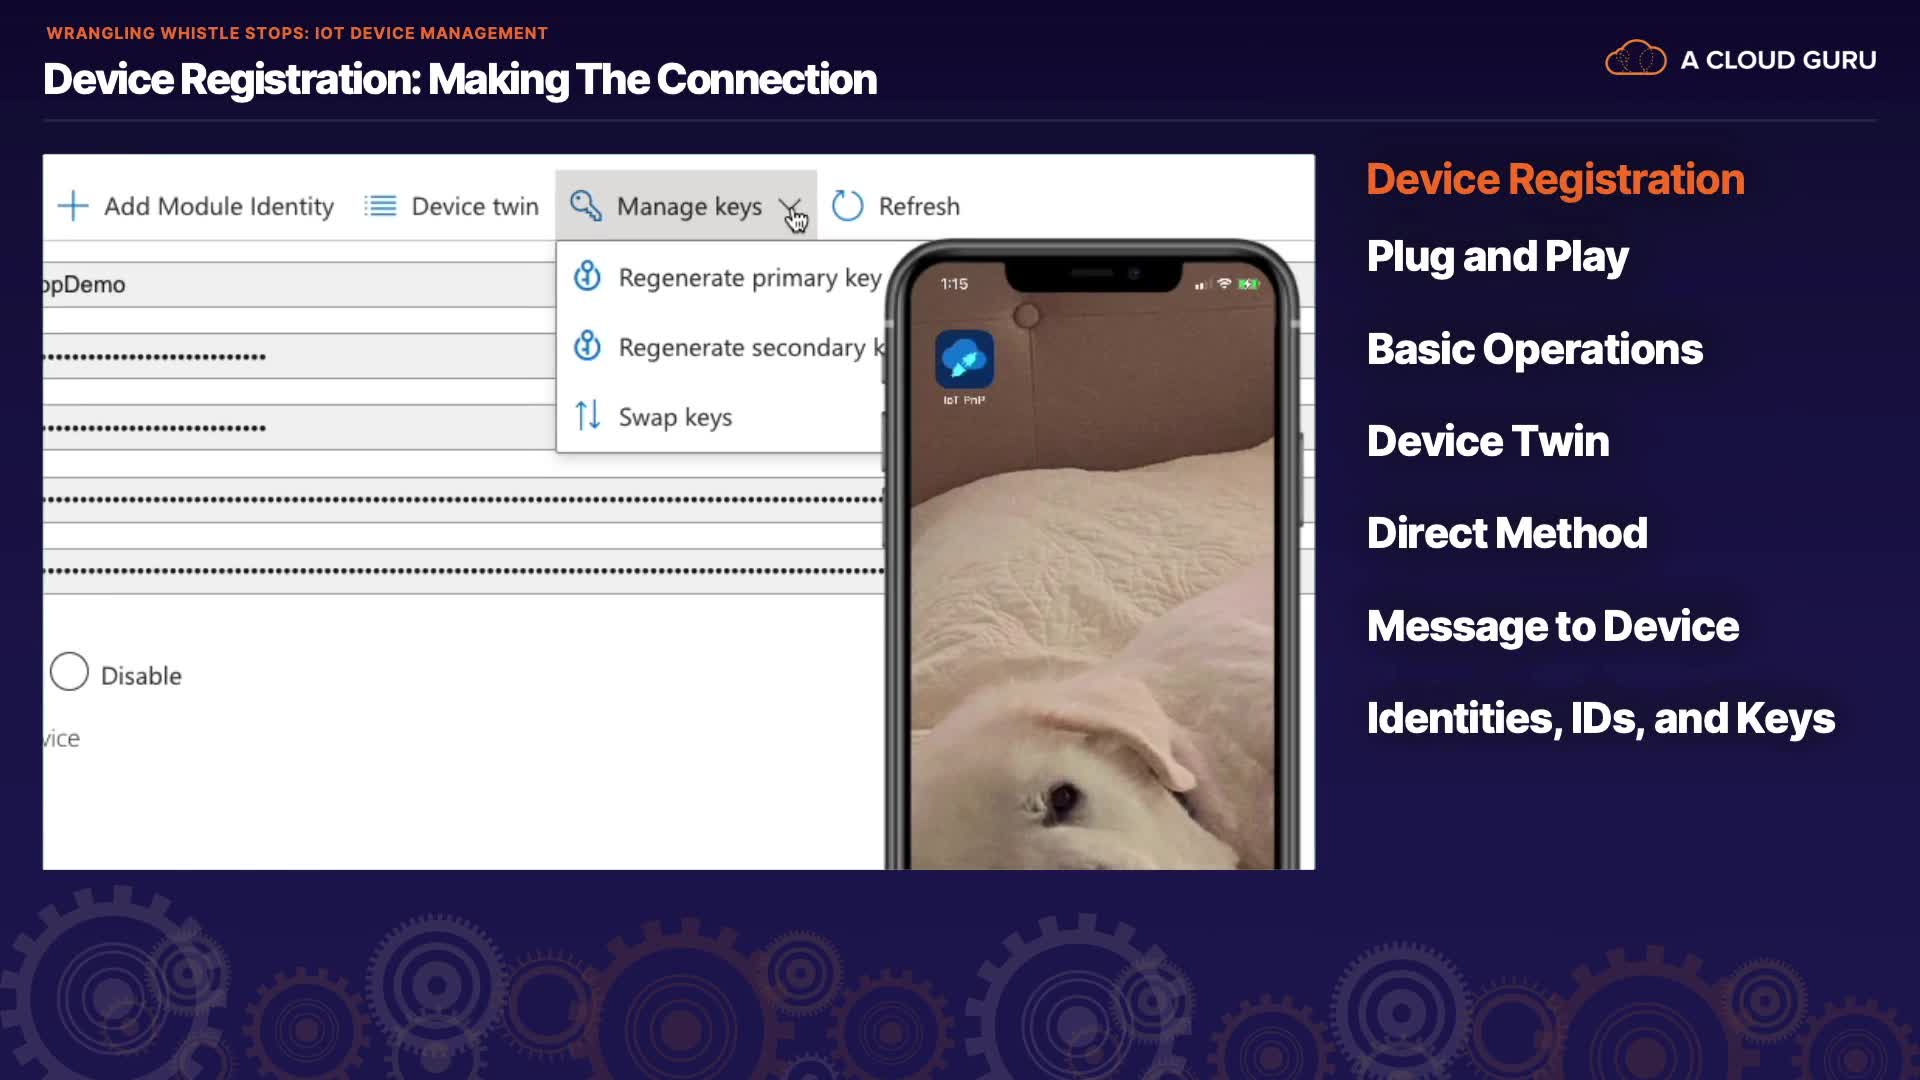 WRANGLING WHISTLE STOPS: IOT DEVICE MANAGEMENT
Device Registration: Making The Connection
A CLOUD GURU
Add Module Identity
Device twin
Manage keys
Refresh
Regenerate primary key
Regenerate secondary k
Swap keys
opDemo
Disable
vice
1:15
IoT PnP
Device Registration
Plug and Play
Basic Operations
Device Twin
Direct Method
Message to Device
Identities, IDs, and Keys